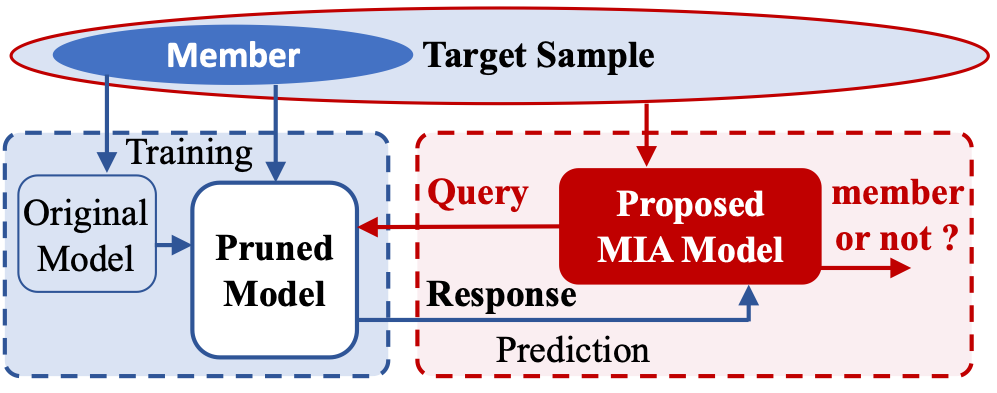 Member
Target Sample
Training
Original
Model
Pruned
Model
Query
Proposed
MIA Model
member
or not ?
Response
Prediction